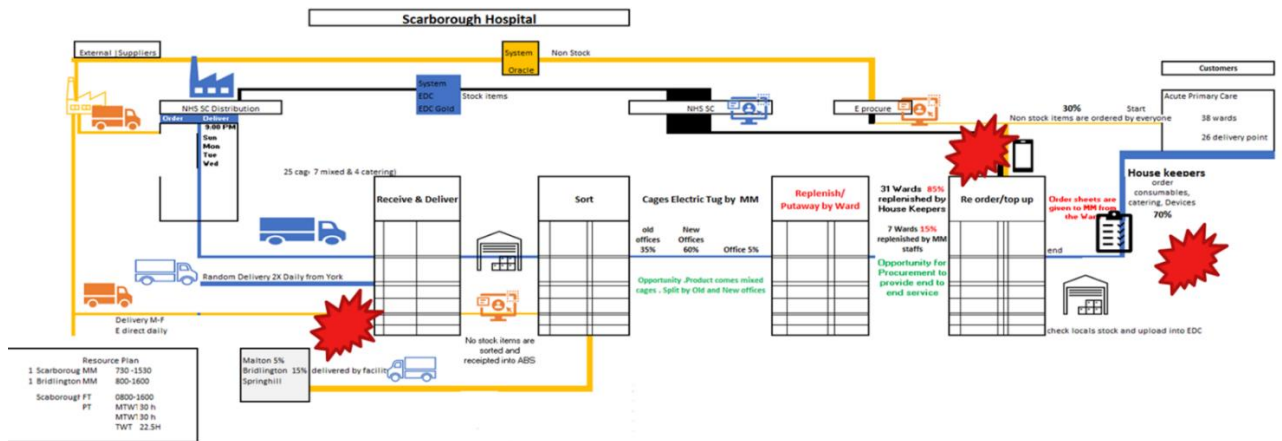 Scarborough Hospital
External |Suppliers
System
Oracle
Non Stock
Customers
System
EDC
EDC Gold
Stock items
NHS SC Distribution
NHS SC
E procure
30%
Start
Non stock items are ordered by everyone
Acute Primary Care
38 wards
26 delivery point
Order Deliver
9.00 PM
Sun
Mon
Tue
Wed
25 cag 7 mixed & 4 catering)
Receive & Deliver
Sort
Cages Electric Tug by MM
old offices 35%
New Offices 60%
Office 5%
Opportunity .Product comes mixed
cages . Split by Old and New offices
Replenish/
Putaway by Ward
31 Wards 85%
replenished by
House Keepers
7 Wards 15%
replenished by MM
staffs
Opportunity for
Procurement to
provide end to
end service
Re order/top up
Order sheets are
given to MM from
the War
House keepers
order
consumables,
catering, Devices
70%
end
Random Delivery 2X Daily from York
Delivery M-F
E direct daily
No stock items are
sorted and
receipted into ABS
check locals stock and upload into EDC
Malton 5%
Bridlington 15% delivered by facility
Springhill
Resource Plan
1 Scarboroug MM 730 -1530
1 Bridlington MM 800-1600
Scaborough FT 0800-1600
PT MTW 30 h
MTW 30 h
TWT 22.5H